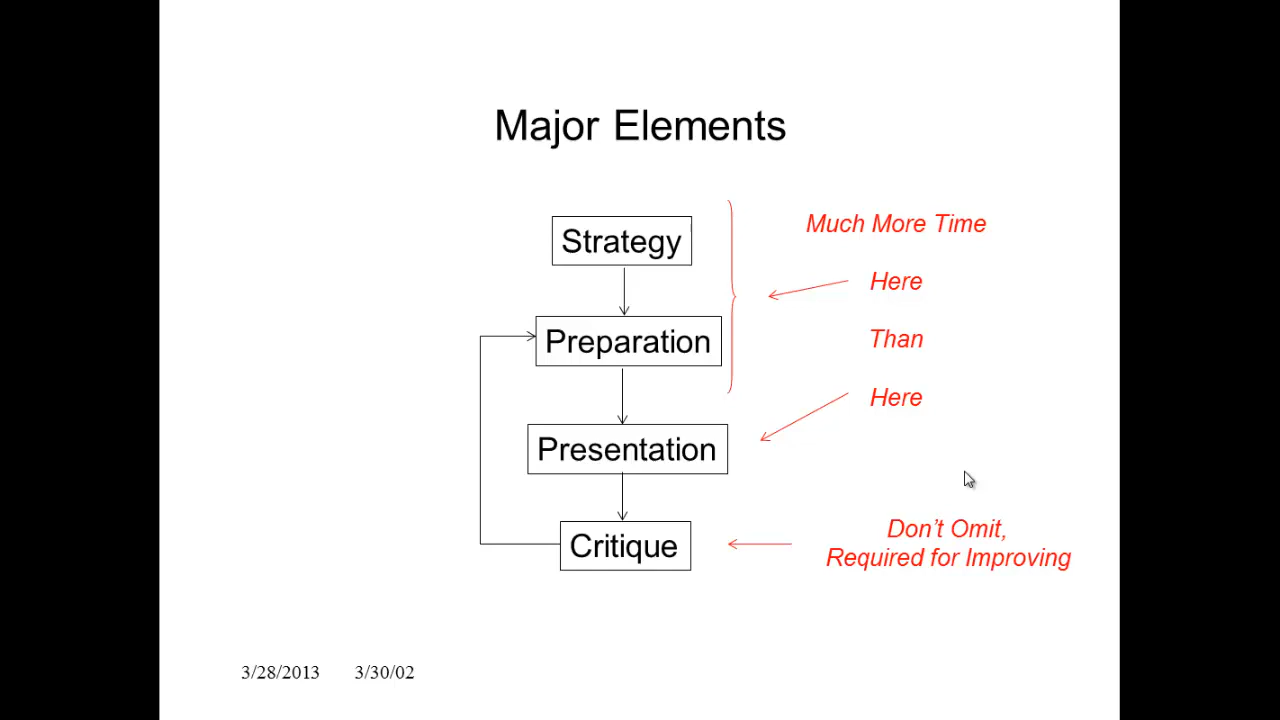 Major Elements
Strategy
Much More Time
Here
Preparation
Than
Here
Presentation
Critique
Don’t Omit,
Required for Improving
3/28/2013 3/30/02